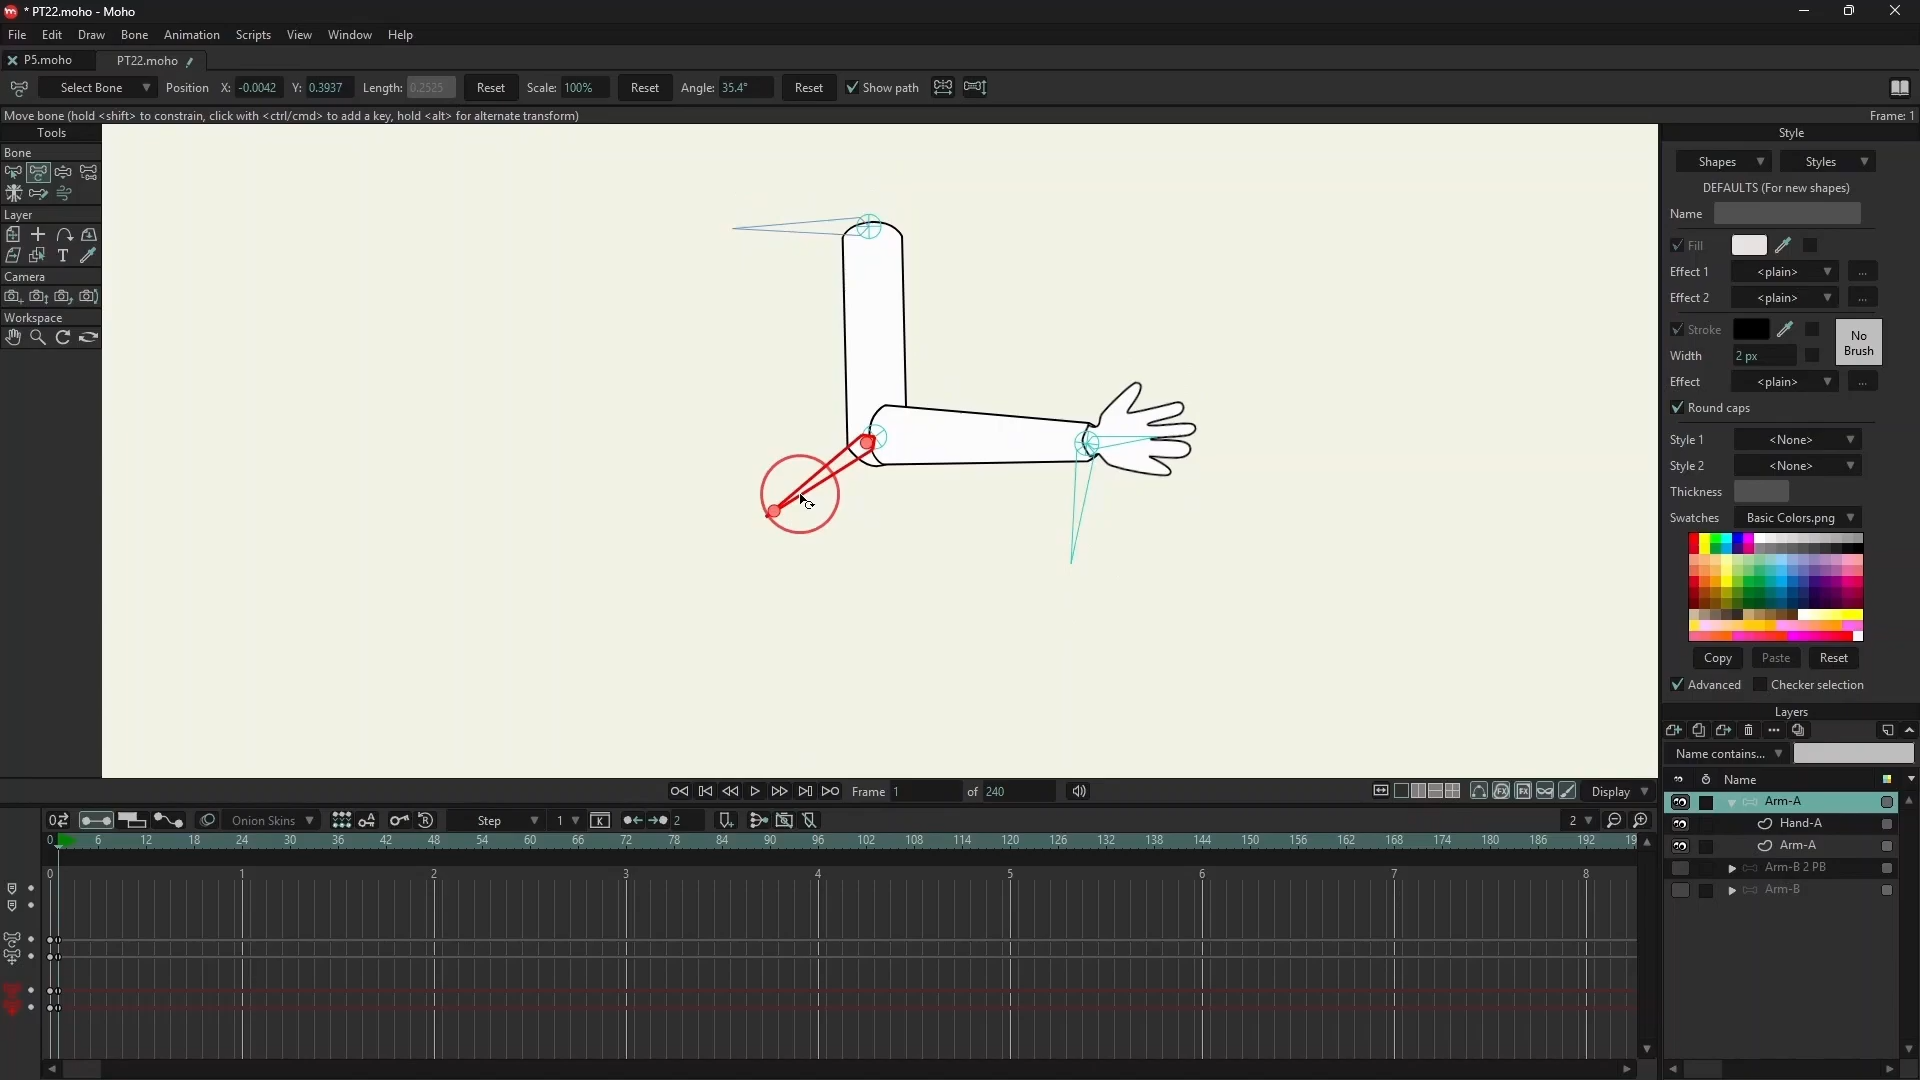 * PT22.moho - Moho
File Edit Draw Bone Animation Scripts View Window Help
P5.moho PT22.moho
Select Bone Position X: -0.0042 Y: 0.3937 Length: 0.2525 Reset Scale: 100% Reset Angle: 35.4° Reset Show path
Move bone (hold <shift> to constrain, click with <ctrl/cmd> to add a key, hold <alt> for alternate transform) Frame: 1
Tools
Bone
Layer
T
Camera
Workspace
Style
Shapes Styles
DEFAULTS (For new shapes)
Name
Fill
Effect 1 <plain> ...
Effect 2 <plain> ...
Stroke No Brush
Width 2 px
Effect <plain> ...
Round caps
Style 1 <None>
Style 2 <None>
Thickness
Swatches Basic Colors.png
Copy Paste Reset
Advanced Checker selection
Layers
Name contains...
Name
Arm-A
Hand-A
Arm-A
Arm-B 2 PB
Arm-B
Frame 1 of 240 Display
Onion Skins Step 1 2 2
0 6 12 18 24 30 36 42 48 54 60 66 72 78 84 90 96 102 108 114 120 126 132 138 144 150 156 162 168 174 180 186 192 19
0 1 2 3 4 5 6 7 8